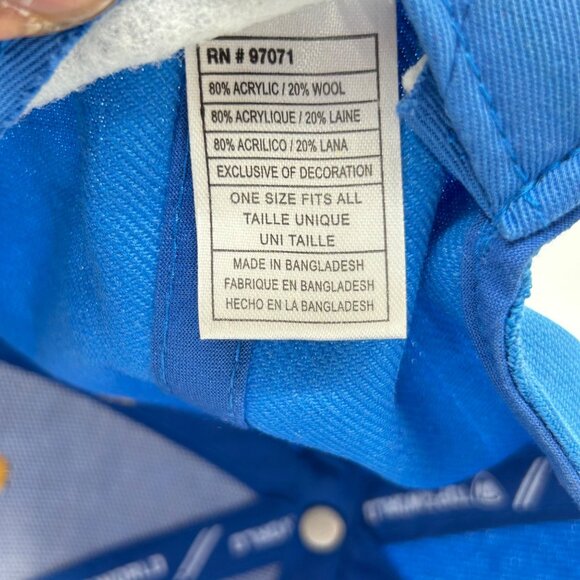 RN # 97071
80% ACRYLIC / 20% WOOL
80% ACRYLIQUE / 20% LAINE
80% ACRILICO / 20% LANA
EXCLUSIVE OF DECORATION
ONE SIZE FITS ALL
TAILLE UNIQUE
UNI TAILLE
MADE IN BANGLADESH
FABRIQUE EN BANGLADESH
HECHO EN LA BANGLADESH